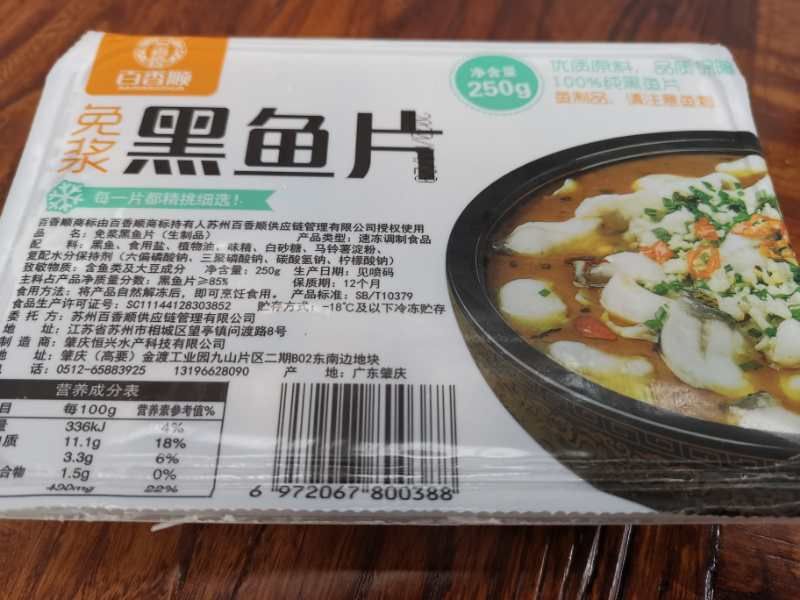 百香顺
免浆
黑鱼片
净含量
250g
优质原料，品质保障
100%纯黑鱼片
鱼制品，请注意鱼刺
每一片都精挑细选！
百香顺商标由百香顺商标持有人苏州百香顺供应链管理有限公司授权使用
品 名：免浆黑鱼片（生制品） 产品类型：速冻调制食品
配 料：黑鱼、食用盐、植物油、味精、白砂糖、马铃薯淀粉、
复配水分保持剂（六偏磷酸钠、三聚磷酸钠、碳酸氢钠、柠檬酸钠）
致敏物质：含鱼类及大豆成分 净含量：250g 生产日期：见喷码
主料占产品净质量分数：黑鱼片≥85% 保质期：12个月
食用方法：将产品自然解冻后，即可烹饪食用。 产品标准：SB/T10379
食品生产许可证号：SC11144128303852 贮存方式：-18℃及以下冷冻贮存
委 托 方：苏州百香顺供应链管理有限公司
地 址：江苏省苏州市相城区望亭镇问渡路8号
制 造 商：肇庆恒兴水产科技有限公司
地 址：肇庆（高要）金渡工业园九山片区二期B02东南边地块
话：0512-65883925 13196628090 产 地：广东肇庆
营养成分表
目 每100g 营养素参考值%
量 336kJ 4%
质 11.1g 18%
3.3g 6%
合物 1.5g 0%
22%
6 972067 800388